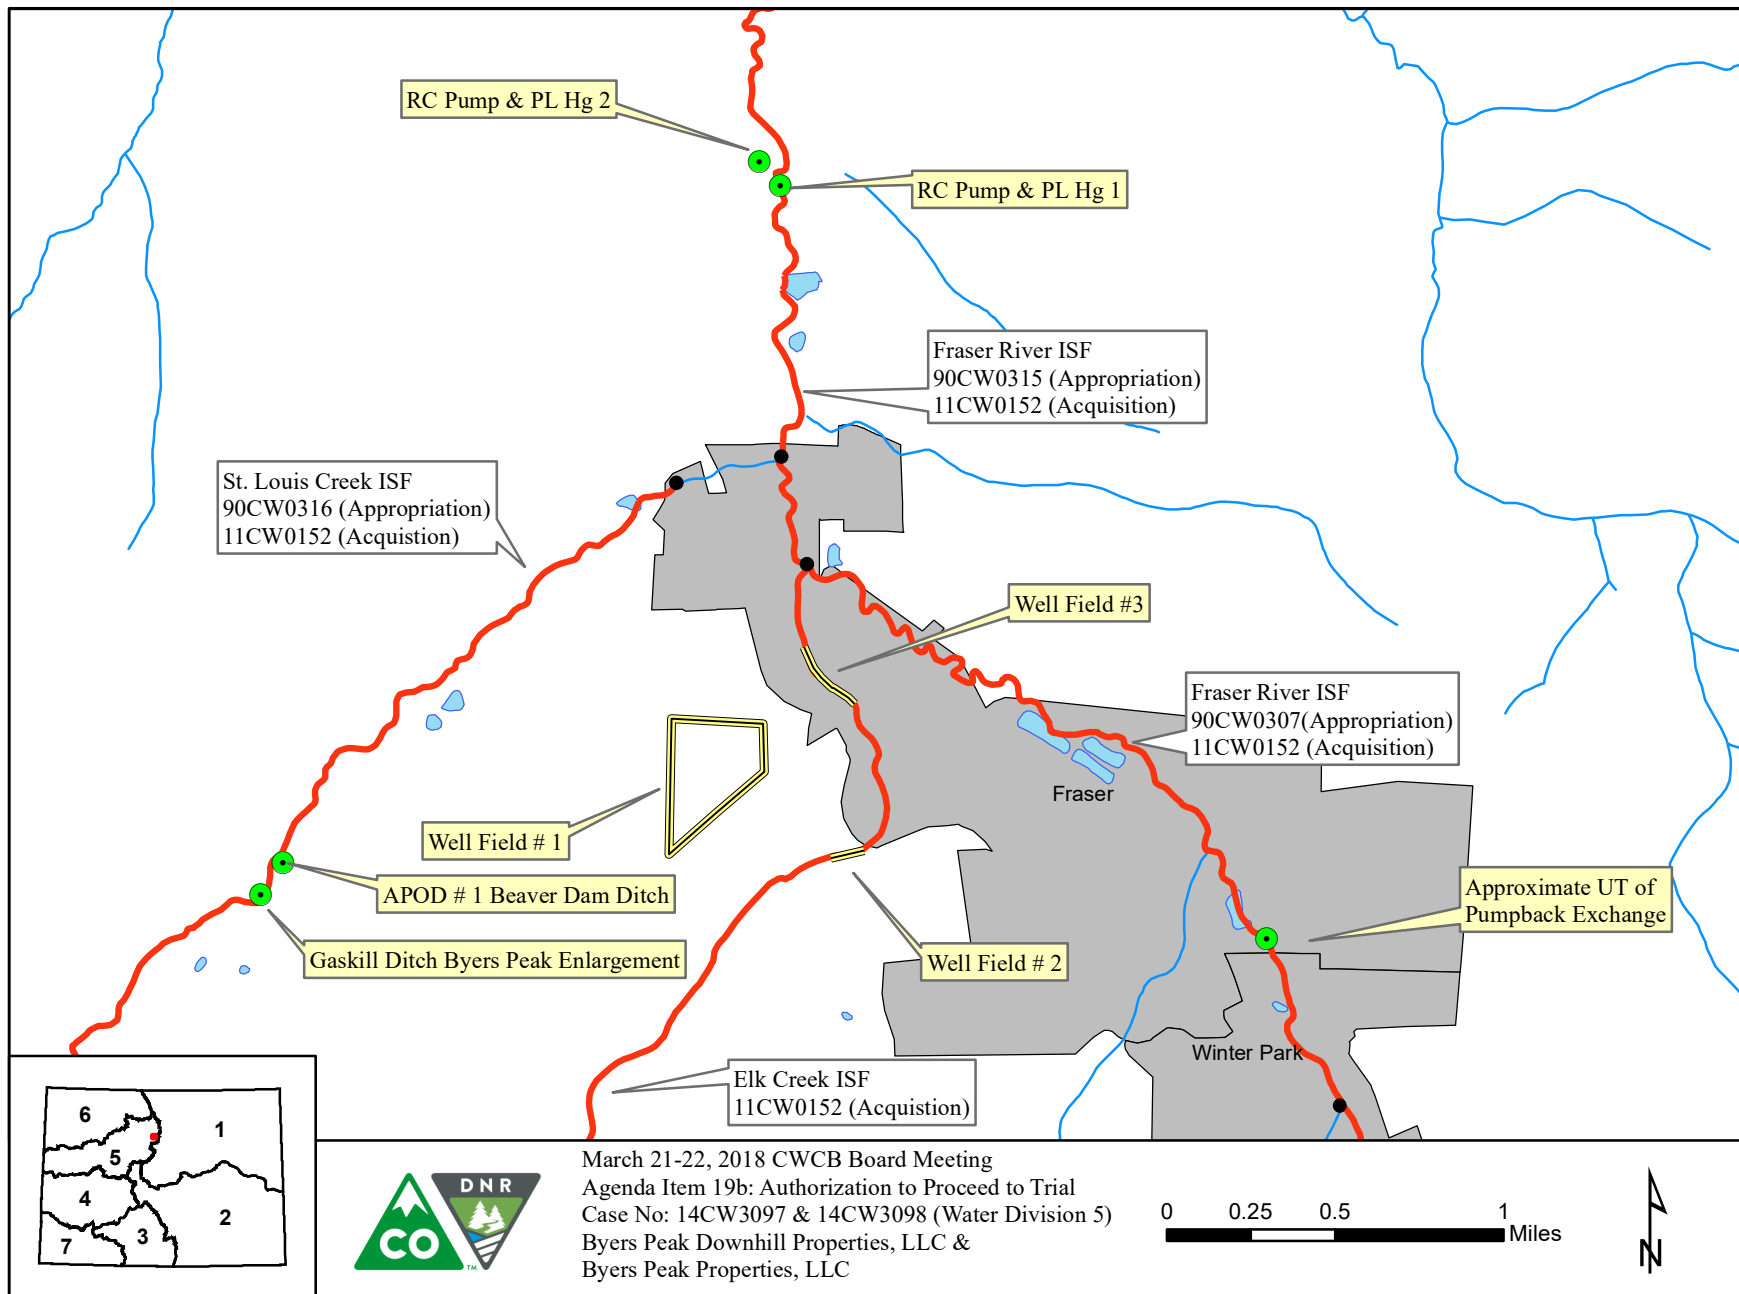 RC Pump & PL Hg 2
RC Pump & PL Hg 1
Fraser River ISF
90CW0315 (Appropriation)
11CW0152 (Acquisition)
St. Louis Creek ISF
90CW0316 (Appropriation)
11CW0152 (Acquistion)
Well Field #3
Fraser River ISF
90CW0307(Appropriation)
11CW0152 (Acquisition)
Fraser
Well Field # 1
APOD # 1 Beaver Dam Ditch
Gaskill Ditch Byers Peak Enlargement
Well Field # 2
Approximate UT of
Pumpback Exchange
Winter Park
Elk Creek ISF
11CW0152 (Acquistion)
6
1
5
4
2
3
7
CO
TM
DNR
March 21-22, 2018 CWCB Board Meeting
Agenda Item 19b: Authorization to Proceed to Trial
Case No: 14CW3097 & 14CW3098 (Water Division 5)
Byers Peak Downhill Properties, LLC &
Byers Peak Properties, LLC
0 0.25 0.5 1
Miles
N